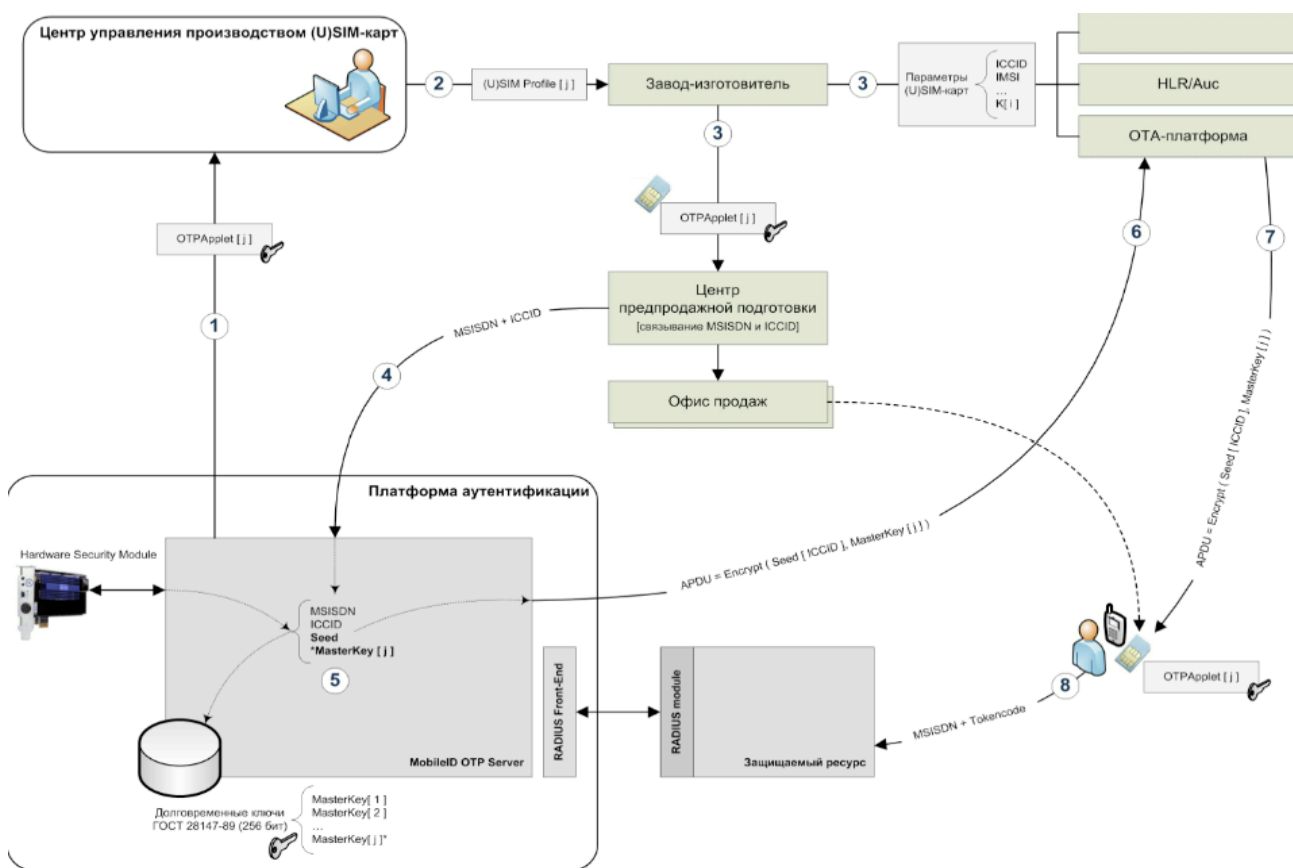 Центр управления производством (U)SIM-карт
2
(U)SIM Profile [ j ]
Завод-изготовитель
3
Параметры
(U)SIM-карт
ICCID
IMSI
...
K[ i ]
HLR/Auc
ОТА-платформа
3
OTPApplet [ j ]
1
OTPApplet [ j ]
6
7
Центр
предпродажной подготовки
[связывание MSISDN и ICCID]
MSISDN + ICCID
4
Офис продаж
APDU = Encrypt ( Seed [ ICCID ], MasterKey [ j ] )
APDU = Encrypt ( Seed [ ICCID ], MasterKey [ j ] )
Платформа аутентификации
Hardware Security Module
MSISDN
ICCID
Seed
*MasterKey [ j ]
5
MobileID OTP Server
RADIUS Front-End
RADIUS module
Защищаемый ресурс
8
MSISDN + Tokencode
OTPApplet [ j ]
Долговременные ключи
ГОСТ 28147-89 (256 бит)
MasterKey[ 1 ]
MasterKey[ 2 ]
...
MasterKey[ j ]*